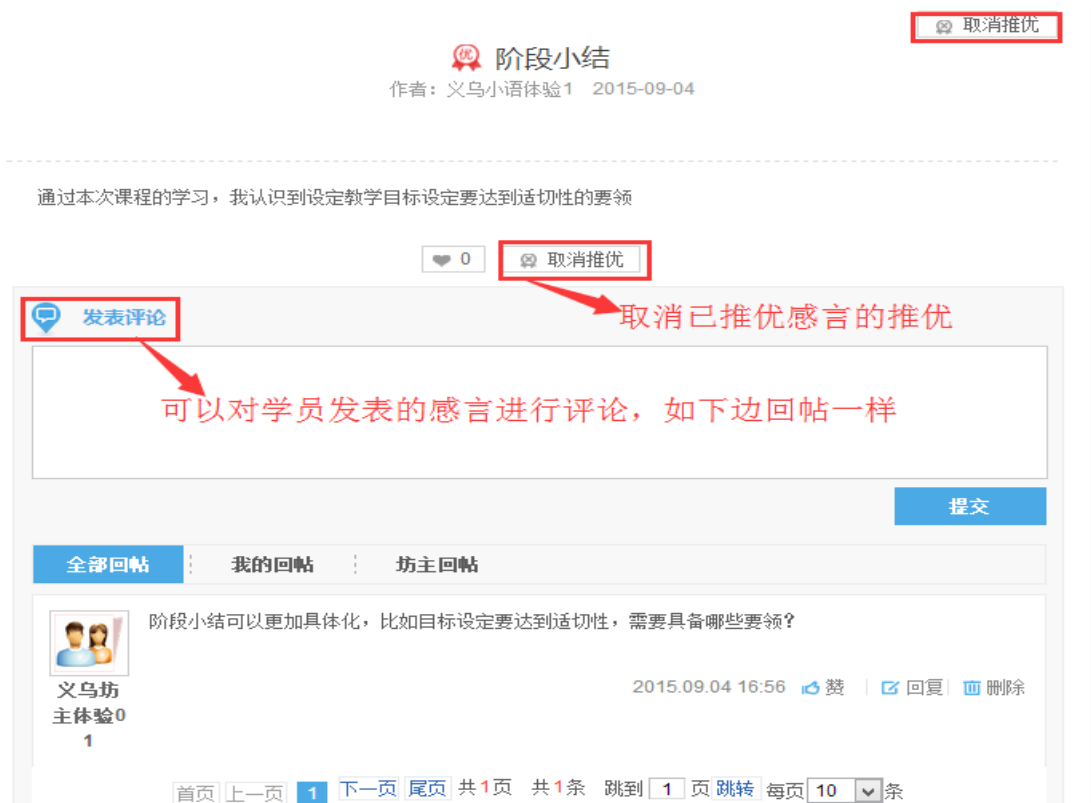 取消推优
优 阶段小结
作者：义乌小语体验1 2015-09-04
通过本次课程的学习，我认识到设定教学目标设定要达到适切性的要领
0 取消推优
发表评论
取消已推优感言的推优
可以对学员发表的感言进行评论，如下边回帖一样
提交
全部回帖 我的回帖 坊主回帖
阶段小结可以更加具体化，比如目标设定要达到适切性，需要具备哪些要领？
义乌坊
主体验0
1
2015.09.04 16:56 赞 回复 删除
首页 上一页 1 下一页 尾页 共1页 共1条 跳到 1 页 跳转 每页 10 条